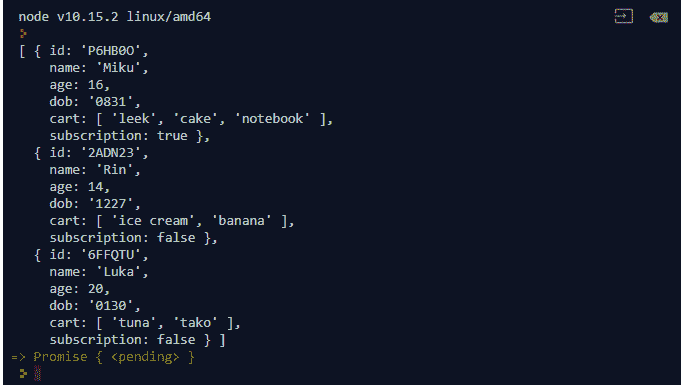 node v10.15.2 linux/amd64
>
[ { id: 'P6HB0O',
name: 'Miku',
age: 16,
dob: '0831',
cart: [ 'leek', 'cake', 'notebook' ],
subscription: true },
{ id: '2ADN23',
name: 'Rin',
age: 14,
dob: '1227',
cart: [ 'ice cream', 'banana' ],
subscription: false },
{ id: '6FFQTU',
name: 'Luka',
age: 20,
dob: '0130',
cart: [ 'tuna', 'tako' ],
subscription: false } ]
=> Promise { <pending> }
>